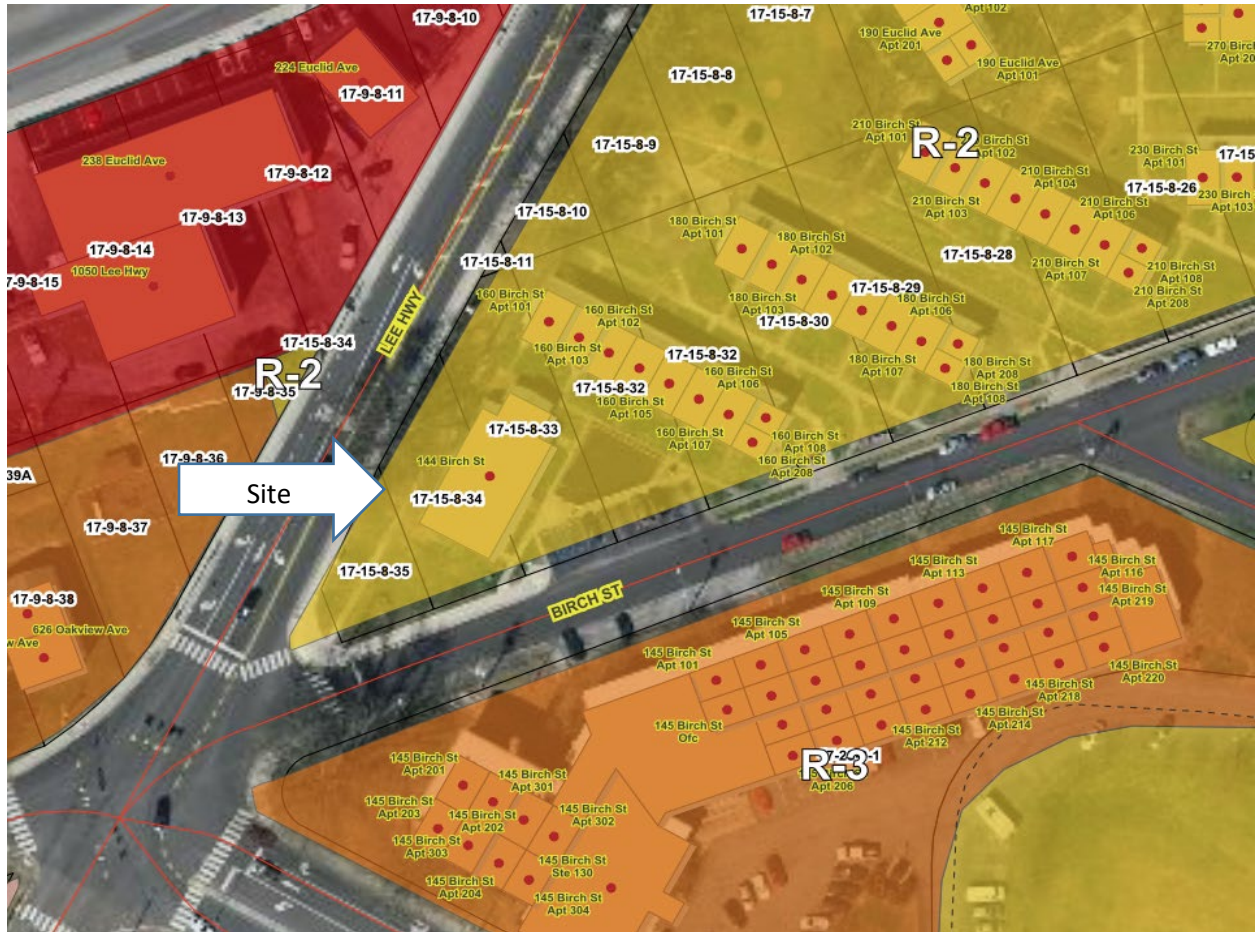 17-9-8-10
224 Euclid Ave
17-9-8-11
238 Euclid Ave
17-9-8-12
17-9-8-13
17-9-8-14
1050 Lee Hwy
17-9-8-15
17-15-8-34
R-2
17-9-8-35
17-9-8-36
39A
17-9-8-37
17-9-8-38
626 Oakview Ave
w Ave
Site
LEE HWY
17-15-8-7
17-15-8-8
17-15-8-9
17-15-8-10
17-15-8-11
Apt 102
190 Euclid Ave
Apt 201
190 Euclid Ave
Apt 101
270 Birch
R-2
210 Birch St
Apt 101
Birch St
Apt 102
210 Birch St
Apt 104
210 Birch St
Apt 103
210 Birch St
Apt 106
210 Birch St
Apt 107
210 Birch St
Apt 108
210 Birch St
Apt 208
230 Birch St
Apt 101
17-15
17-15-8-26
230 Birch
Apt 103
17-15-8-28
180 Birch St
Apt 101
180 Birch St
Apt 102
180 Birch St
Apt 103
17-15-8-29
180 Birch St
Apt 106
17-15-8-30
180 Birch St
Apt 107
180 Birch St
Apt 208
180 Birch St
Apt 108
160 Birch St
Apt 101
160 Birch St
Apt 102
160 Birch St
Apt 103
17-15-8-32
17-15-8-32
160 Birch St
Apt 106
160 Birch St
Apt 105
160 Birch St
Apt 107
160 Birch St
Apt 108
160 Birch St
Apt 208
17-15-8-33
144 Birch St
17-15-8-34
17-15-8-35
BIRCH ST
145 Birch St
Apt 117
145 Birch St
Apt 116
145 Birch St
Apt 113
145 Birch St
Apt 219
145 Birch St
Apt 109
145 Birch St
Apt 105
145 Birch St
Apt 101
145 Birch St
Apt 220
145 Birch St
Apt 218
145 Birch St
Apt 214
145 Birch St
Apt 212
145 Birch St
Ofc
R-3
Apt 206
145 Birch St
Apt 201
145 Birch St
Apt 301
145 Birch St
Apt 203
145 Birch St
Apt 202
145 Birch St
Apt 302
145 Birch St
Apt 303
145 Birch St
Ste 130
145 Birch St
Apt 204
145 Birch St
Apt 304